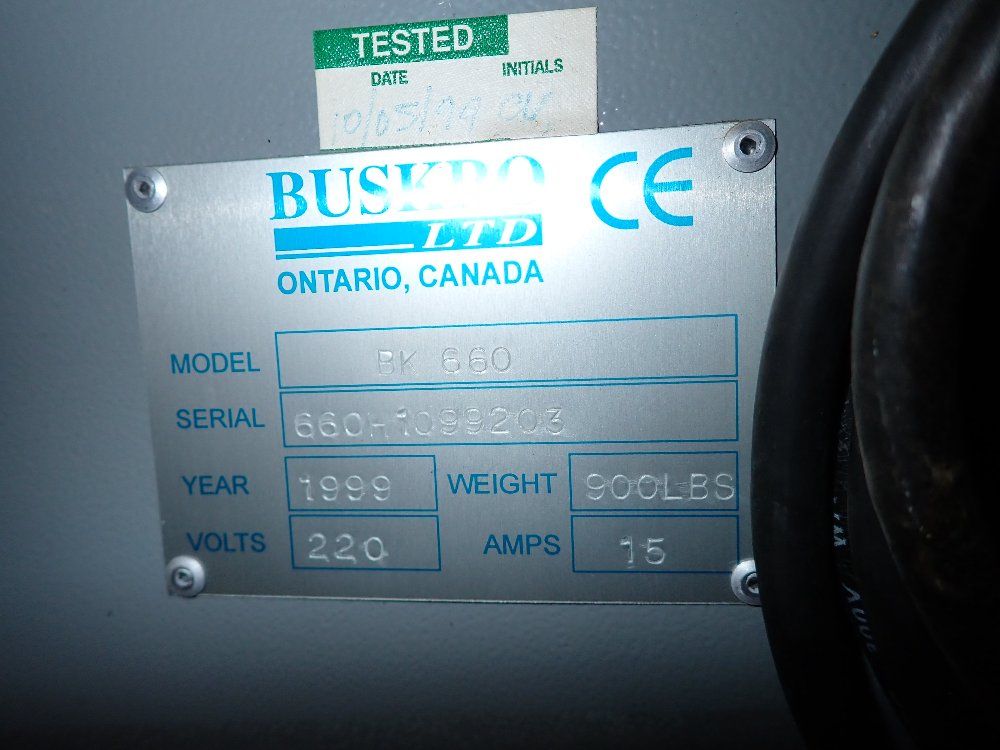 TESTED
DATE INITIALS
10/05/99
BUSKRO
LTD
CE
ONTARIO, CANADA
MODEL BK 660
SERIAL 660H1099203
YEAR 1999 WEIGHT 900LBS
VOLTS 220 AMPS 15